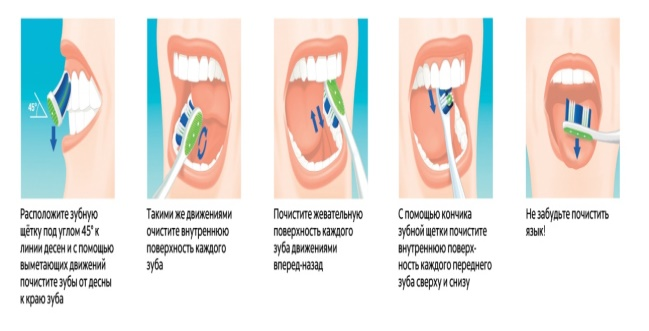 45°
Расположите зубную
щётку под углом 45° к
линии десен и с помощью
выметающих движений
почистите зубы от десны
к краю зуба
Такими же движениями
очистите внутреннюю
поверхность каждого
зуба
Почистите жевательную
поверхность каждого
зуба движениями
вперед-назад
С помощью кончика
зубной щетки почистите
внутреннюю поверх-
ность каждого переднего
зуба сверху и снизу
Не забудьте почистить
язык!